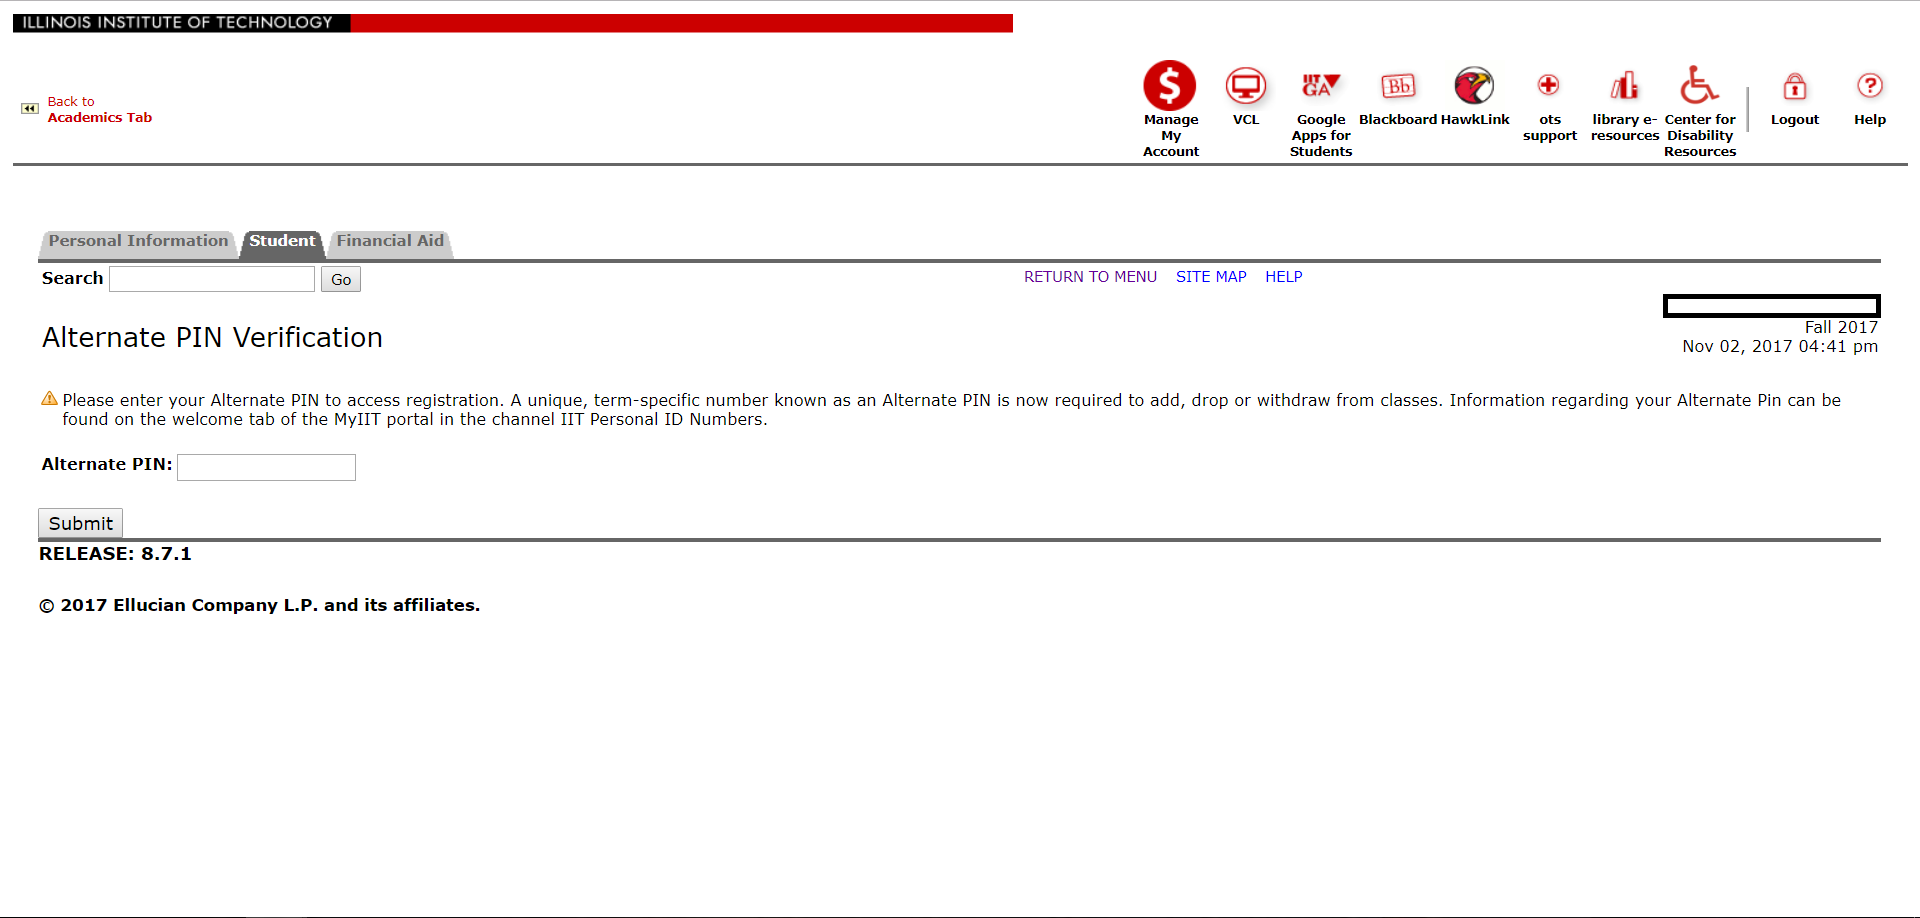 ILLINOIS INSTITUTE OF TECHNOLOGY
Back to
Academics Tab
Manage
My
Account
VCL
IIT
GA
Google
Apps for
Students
Bb
Blackboard
HawkLink
ots
support
library e-
resources
Center for
Disability
Resources
Logout
?
Help
Personal Information
Student
Financial Aid
Search
Go
RETURN TO MENU SITE MAP HELP
Alternate PIN Verification
Fall 2017
Nov 02, 2017 04:41 pm
Please enter your Alternate PIN to access registration. A unique, term-specific number known as an Alternate PIN is now required to add, drop or withdraw from classes. Information regarding your Alternate Pin can be
found on the welcome tab of the MyIIT portal in the channel IIT Personal ID Numbers.
Alternate PIN:
Submit
RELEASE: 8.7.1
© 2017 Ellucian Company L.P. and its affiliates.